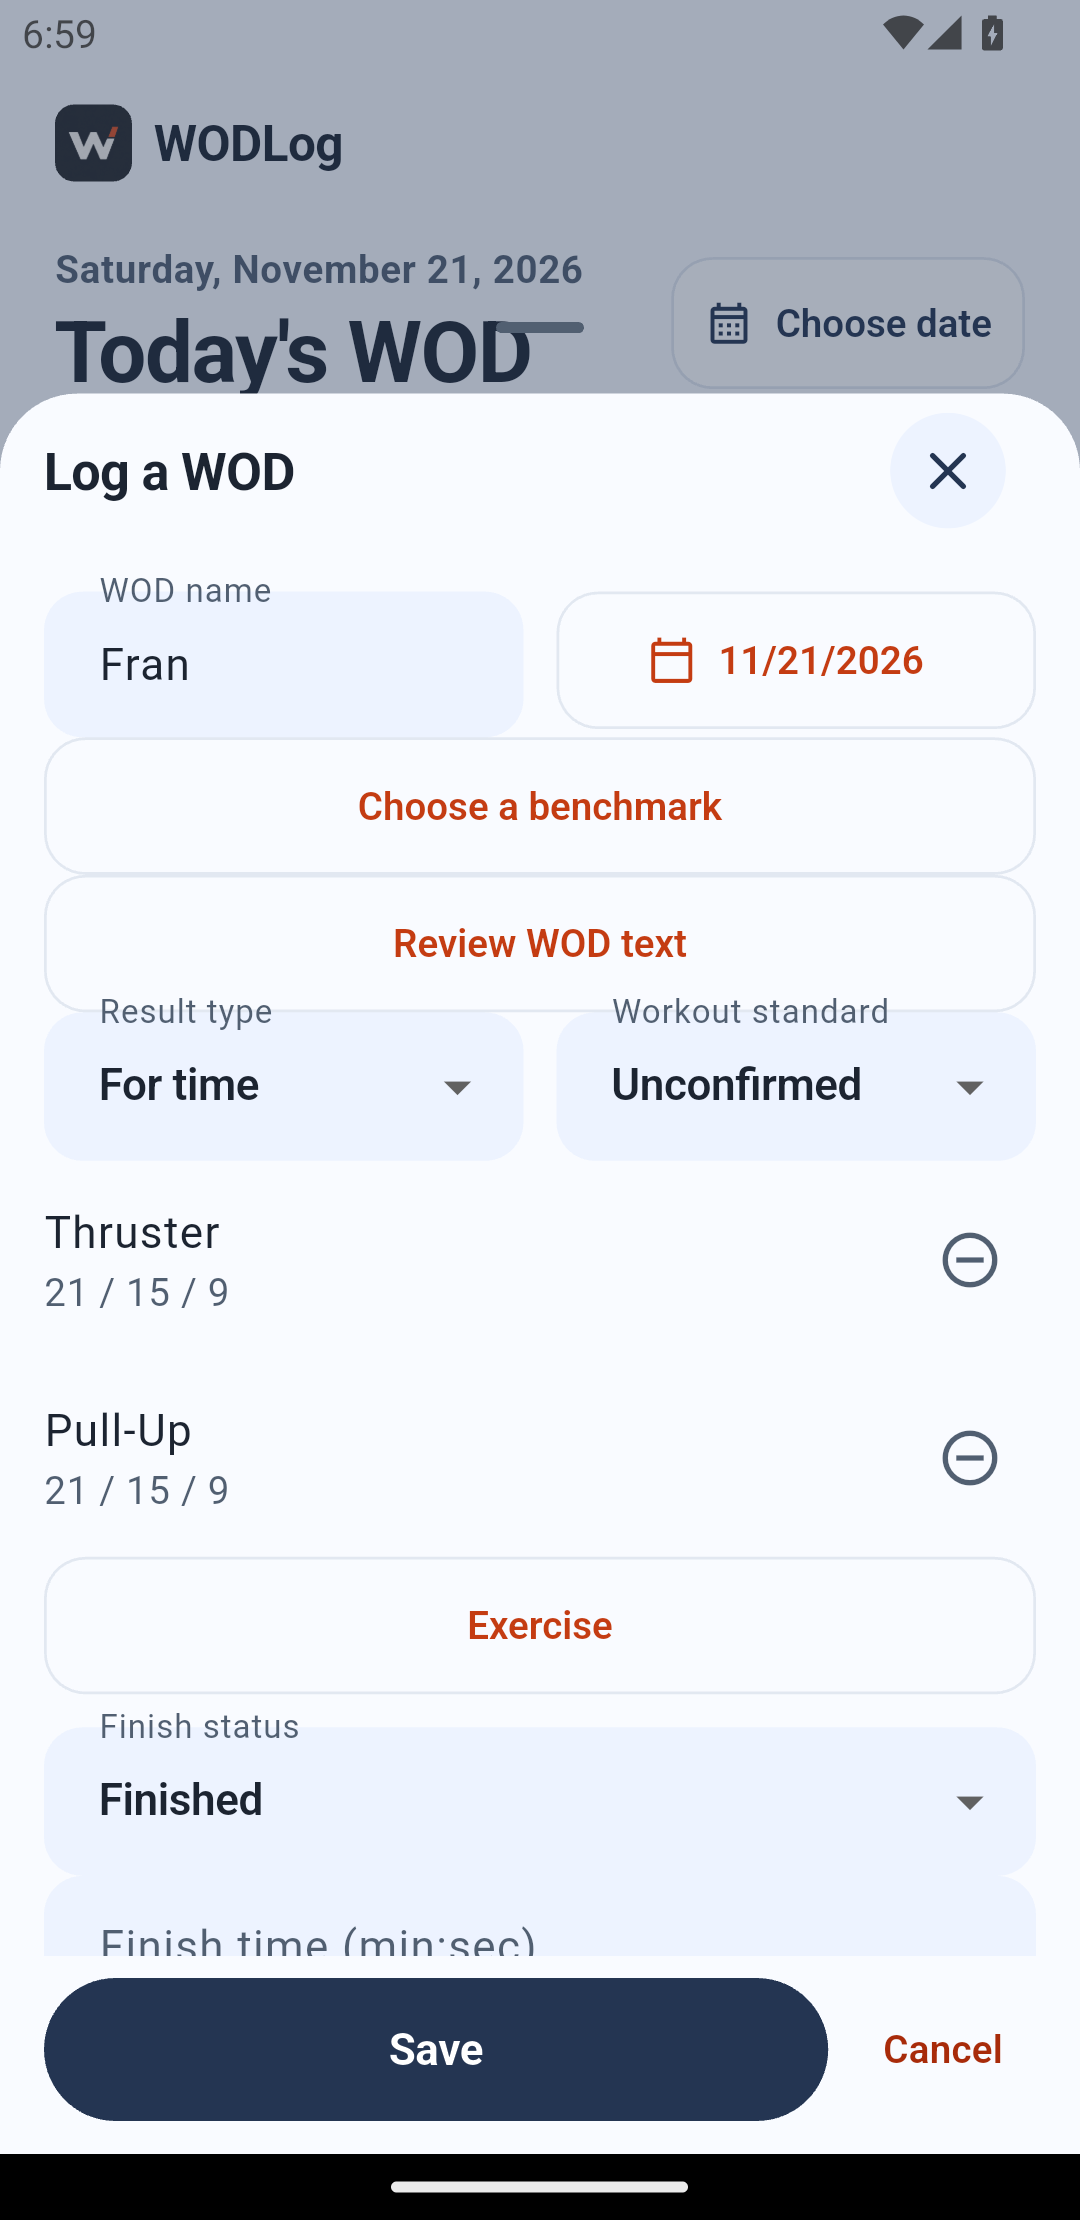 6:59
WODLog
Saturday, November 21, 2026
Today's WOD
Choose date
Log a WOD
WOD name
Fran
11/21/2026
Choose a benchmark
Review WOD text
Result type
For time
Workout standard
Unconfirmed
Thruster
21 / 15 / 9
Pull-Up
21 / 15 / 9
Exercise
Finish status
Finished
Finish time (min:sec)
Save
Cancel